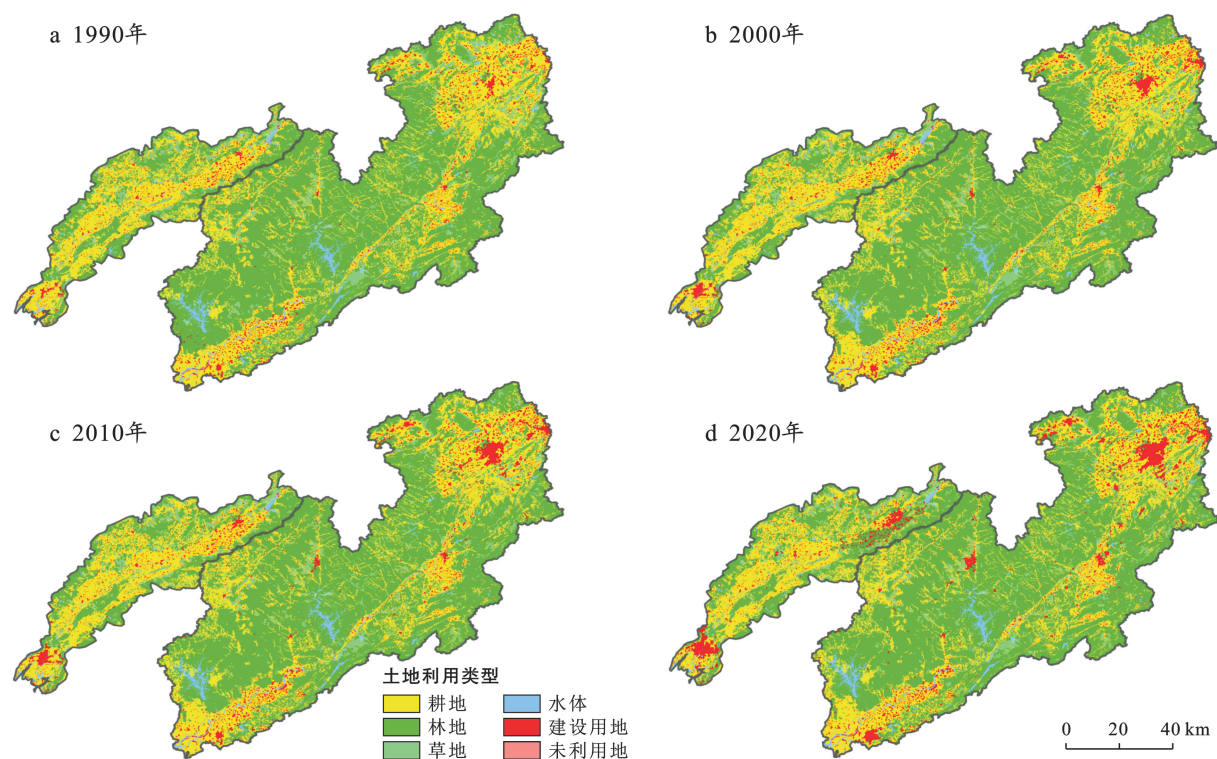 a 1990年
b 2000年
c 2010年
d 2020年
土地利用类型
耕地
水体
林地
建设用地
草地
未利用地
0 20 40 km